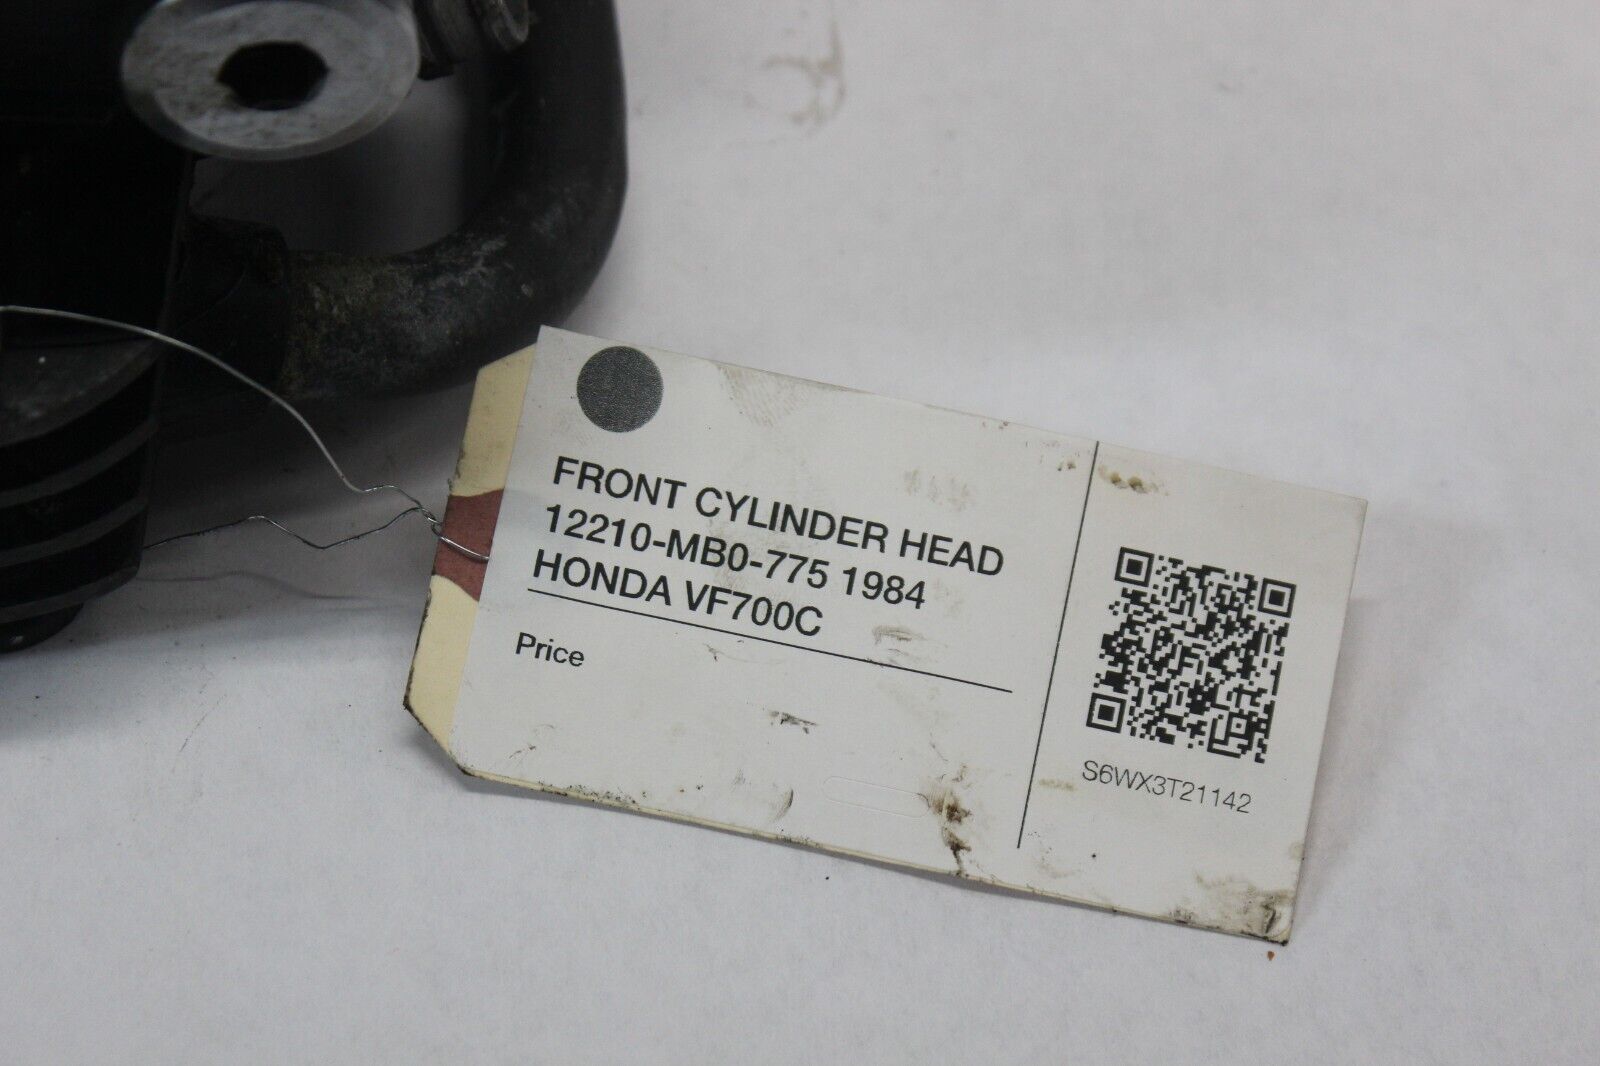 FRONT CYLINDER HEAD
12210-MB0-775 1984
HONDA VF700C
Price
S6WX3T21142